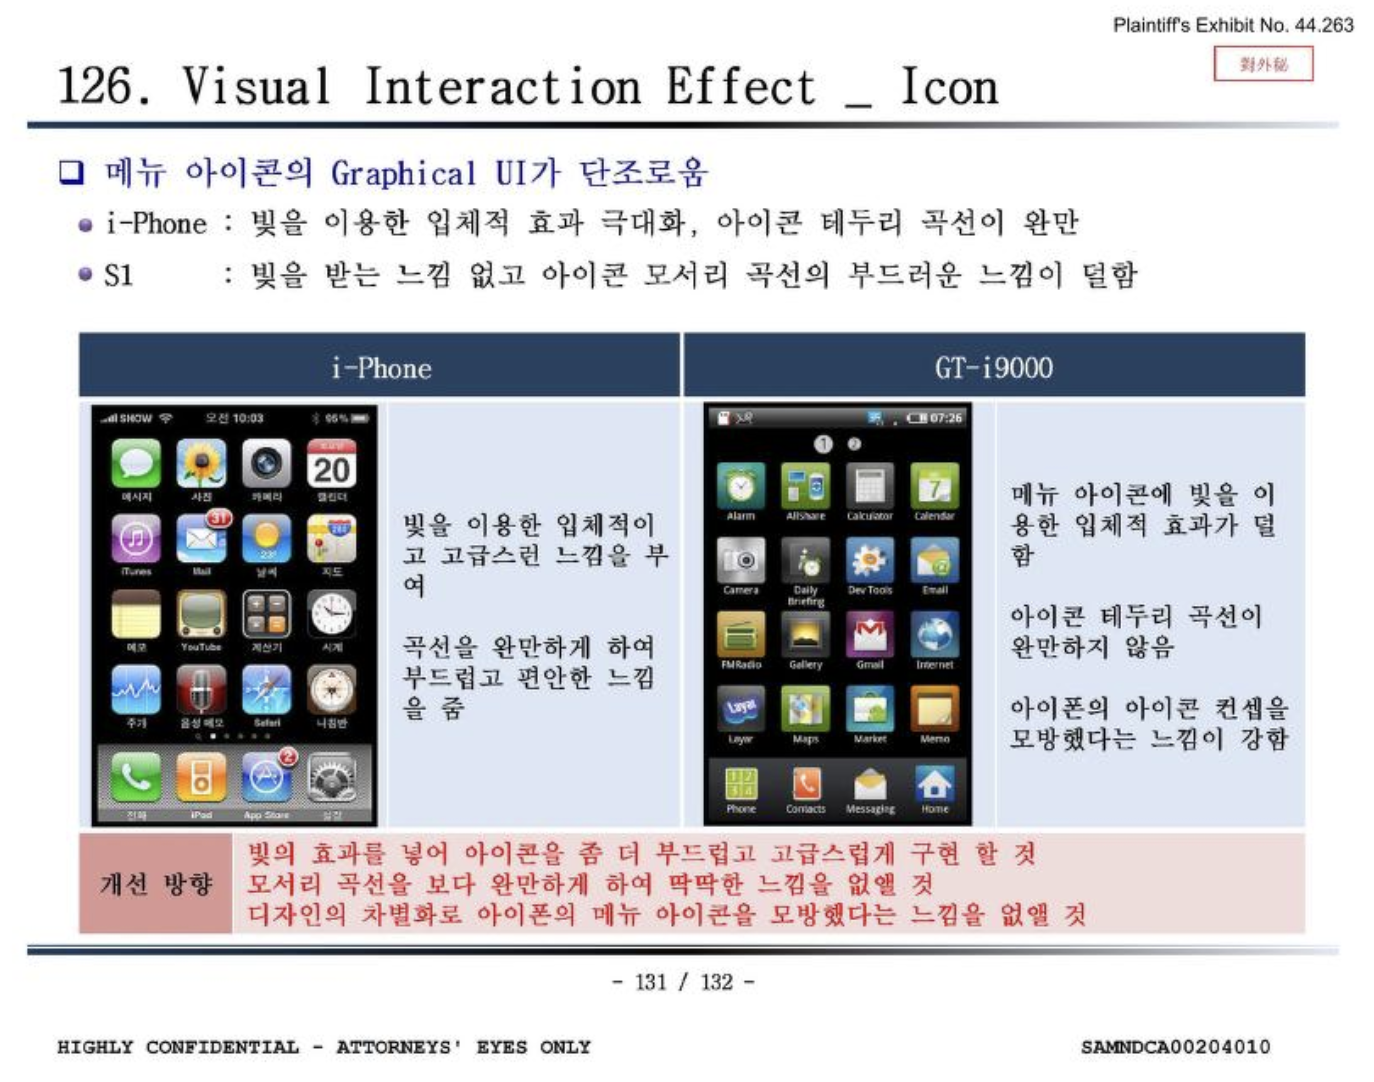 Plaintiff's Exhibit No. 44.263
對外秘
126. Visual Interaction Effect _ Icon
메뉴 아이콘의 Graphical UI가 단조로움
i-Phone : 빛을 이용한 입체적 효과 극대화, 아이콘 테두리 곡선이 완만
S1 : 빛을 받는 느낌 없고 아이콘 모서리 곡선의 부드러운 느낌이 덜함
i-Phone
GT-i9000
SHOW 오전 10:03 95%
20
메시지 사진 카메라 캘린더
31 23°
iTunes Mail 날씨 지도
메모 YouTube 계산기 시계
주가 음성 메모 Safari 나침반
2
전화 iPod App Store 설정
빛을 이용한 입체적이
고 고급스런 느낌을 부
여
곡선을 완만하게 하여
부드럽고 편안한 느낌
을 줌
07:26
1 2
7
Alarm AllShare Calculator Calendar
Camera Daily Briefing Dev Tools Email
FMRadio Gallery Gmail Internet
Layar
Layar Maps Market Memo
Phone Contacts Messaging Home
메뉴 아이콘에 빛을 이
용한 입체적 효과가 덜
함
아이콘 테두리 곡선이
완만하지 않음
아이폰의 아이콘 컨셉을
모방했다는 느낌이 강함
개선 방향
빛의 효과를 넣어 아이콘을 좀 더 부드럽고 고급스럽게 구현 할 것
모서리 곡선을 보다 완만하게 하여 딱딱한 느낌을 없앨 것
디자인의 차별화로 아이폰의 메뉴 아이콘을 모방했다는 느낌을 없앨 것
- 131 / 132 -
HIGHLY CONFIDENTIAL - ATTORNEYS' EYES ONLY
SAMNDCA00204010